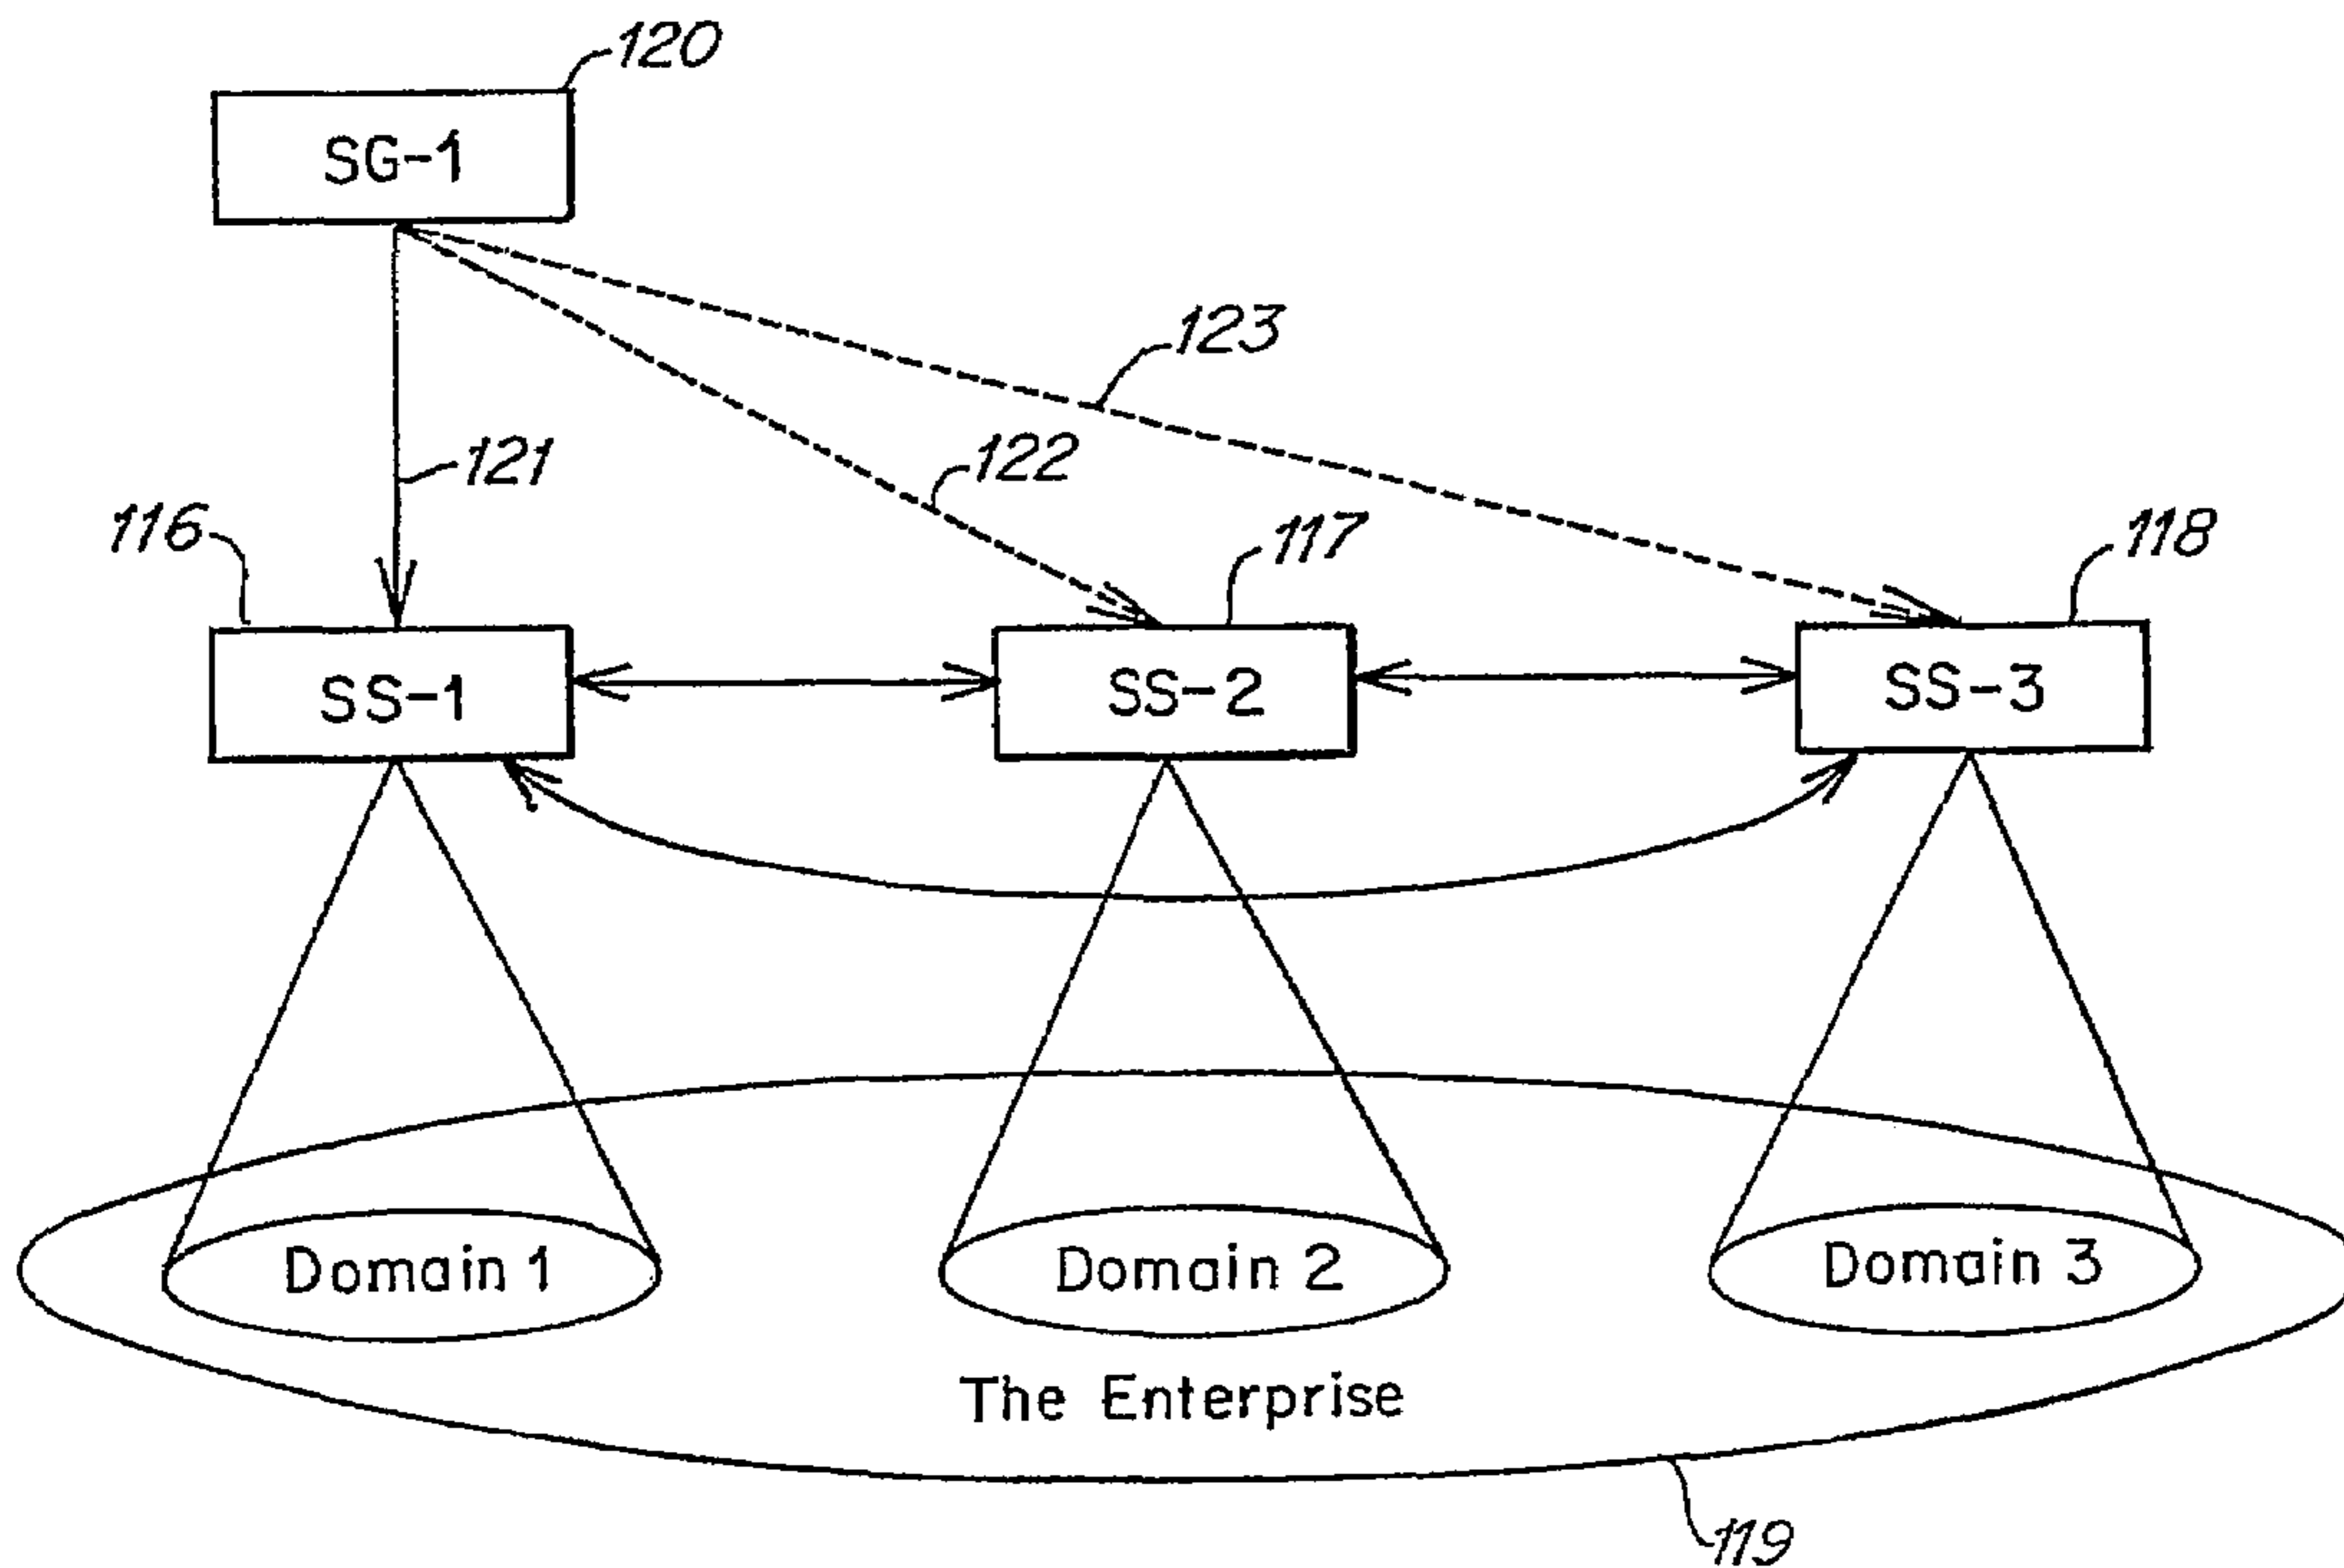 120
SG-1
123
121
122
116
117
118
SS-1
SS-2
SS-3
Domain 1
Domain 2
Domain 3
The Enterprise
119